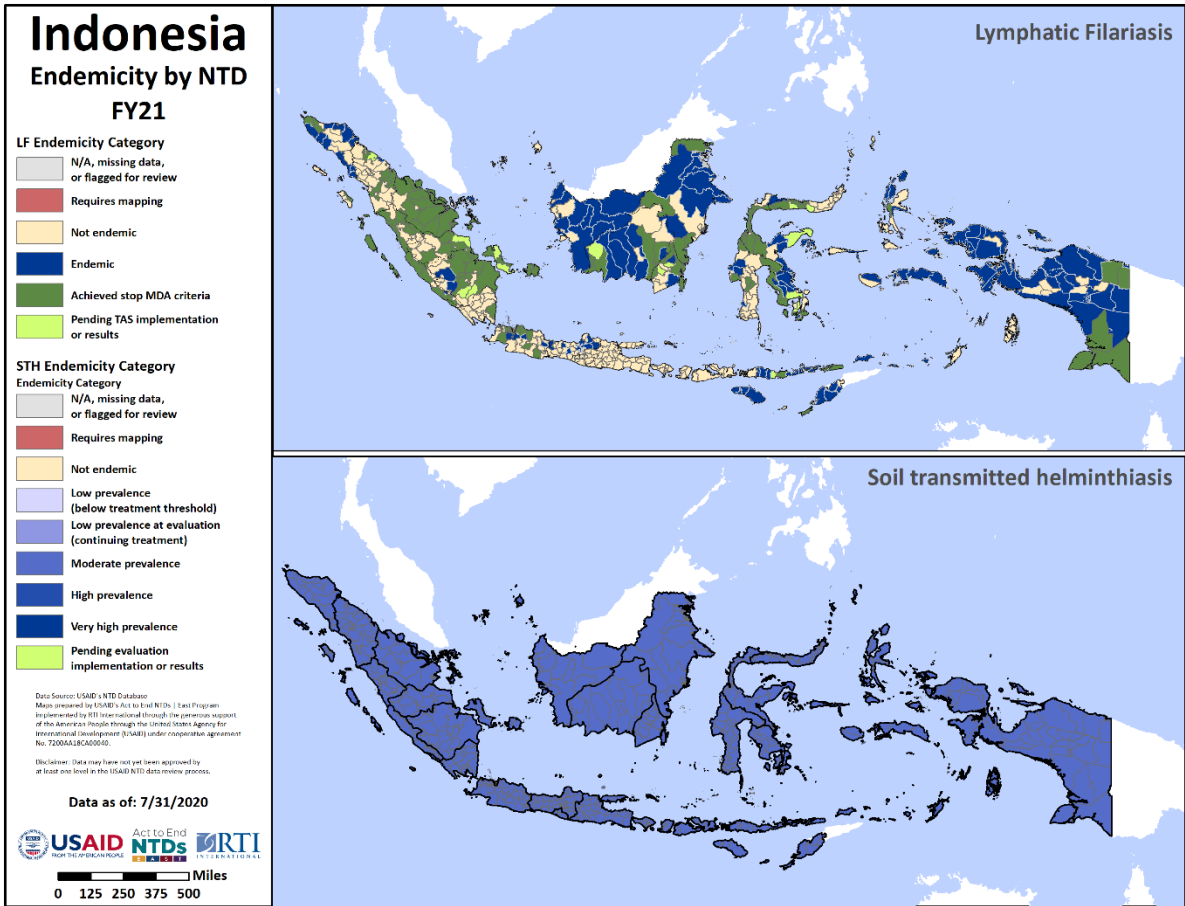 Indonesia
Endemicity by NTD
FY21
LF Endemicity Category
N/A, missing data,
or flagged for review
Requires mapping
Not endemic
Endemic
Achieved stop MDA criteria
Pending TAS implementation
or results
STH Endemicity Category
Endemicity Category
N/A, missing data,
or flagged for review
Requires mapping
Not endemic
Low prevalence
(below treatment threshold)
Low prevalence at evaluation
(continuing treatment)
Moderate prevalence
High prevalence
Very high prevalence
Pending evaluation
implementation or results
Data Source: USAID's NTD Database
Maps prepared by USAID's Act to End NTDs | East Program
implemented by RTI International through the generous support
of the American People through the United States Agency for
International Development (USAID) under cooperative agreement
No. 7200AA18CA00040.
Disclaimer: Data may have not yet been approved by
at least one level in the USAID NTD data review process.
Data as of: 7/31/2020
USAID
FROM THE AMERICAN PEOPLE
Act to End
NTDs
EAST
RTI
INTERNATIONAL
Miles
0 125 250 375 500
Lymphatic Filariasis
Soil transmitted helminthiasis